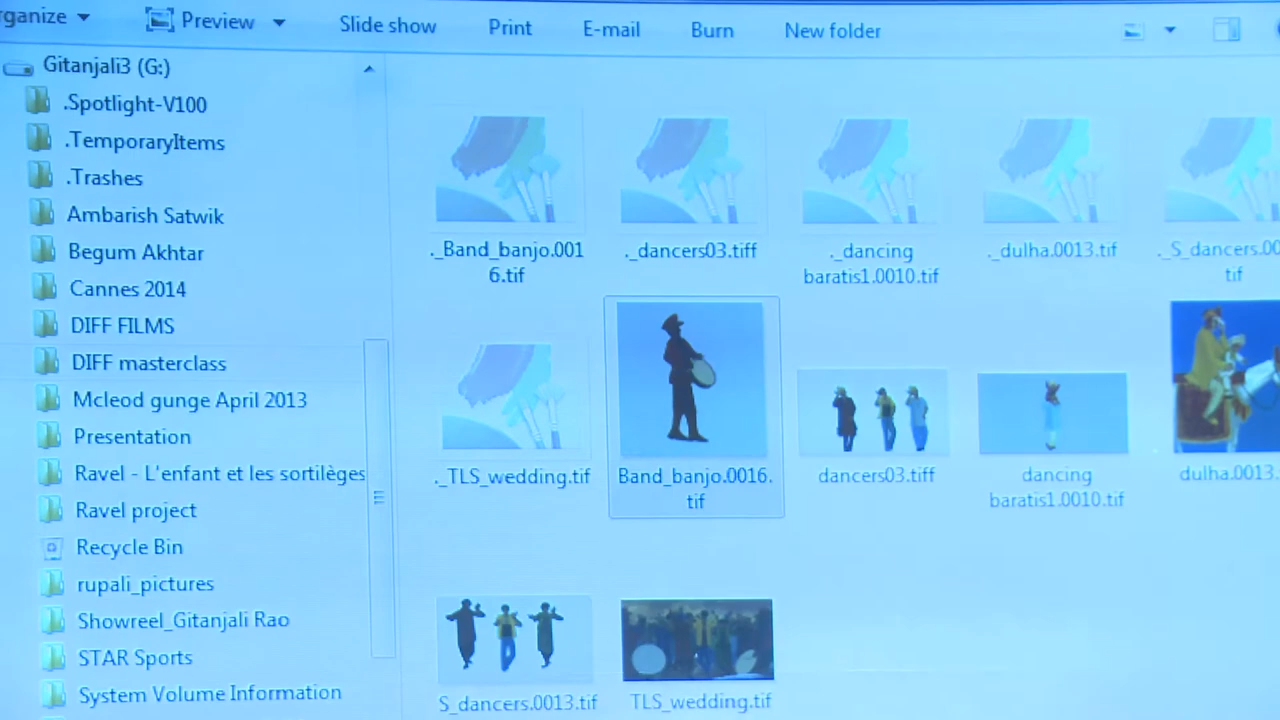 rganize
Preview
Slide show
Print
E-mail
Burn
New folder
Gitanjali3 (G:)
.Spotlight-V100
.TemporaryItems
.Trashes
Ambarish Satwik
Begum Akhtar
Cannes 2014
DIFF FILMS
DIFF masterclass
Mcleod gunge April 2013
Presentation
Ravel - L'enfant et les sortilèges
Ravel project
Recycle Bin
rupali_pictures
Showreel_Gitanjali Rao
STAR Sports
System Volume Information
._Band_banjo.001
6.tif
._dancers03.tiff
._dancing
baratis1.0010.tif
._dulha.0013.tif
._S_dancers.00
tif
._TLS_wedding.tif
Band_banjo.0016.
tif
dancers03.tiff
dancing
baratis1.0010.tif
dulha.0013.
S_dancers.0013.tif
TLS_wedding.tif